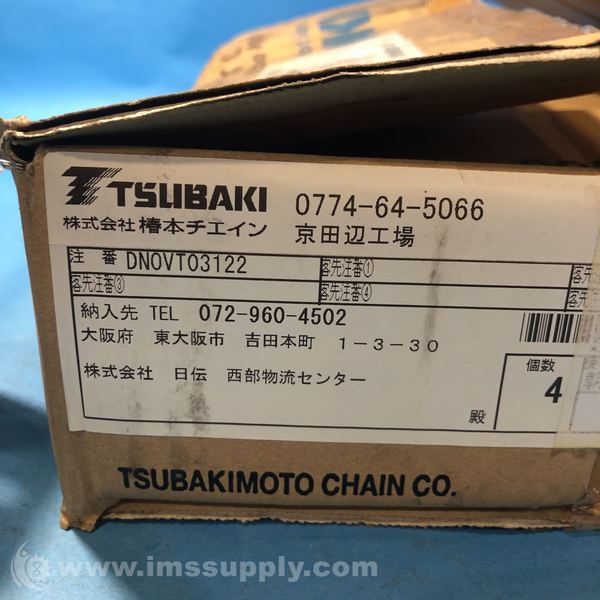 TSUBAKI 0774-64-5066
株式会社 椿本チエイン 京田辺工場
注 番 DNOVT03122 客先注番①
客先注番③ 客先注番④
納入先 TEL 072-960-4502
大阪府 東大阪市 吉田本町 1-3-30
個数
株式会社 日伝 西部物流センター
4
殿
TSUBAKIMOTO CHAIN CO.
www.imssupply.com